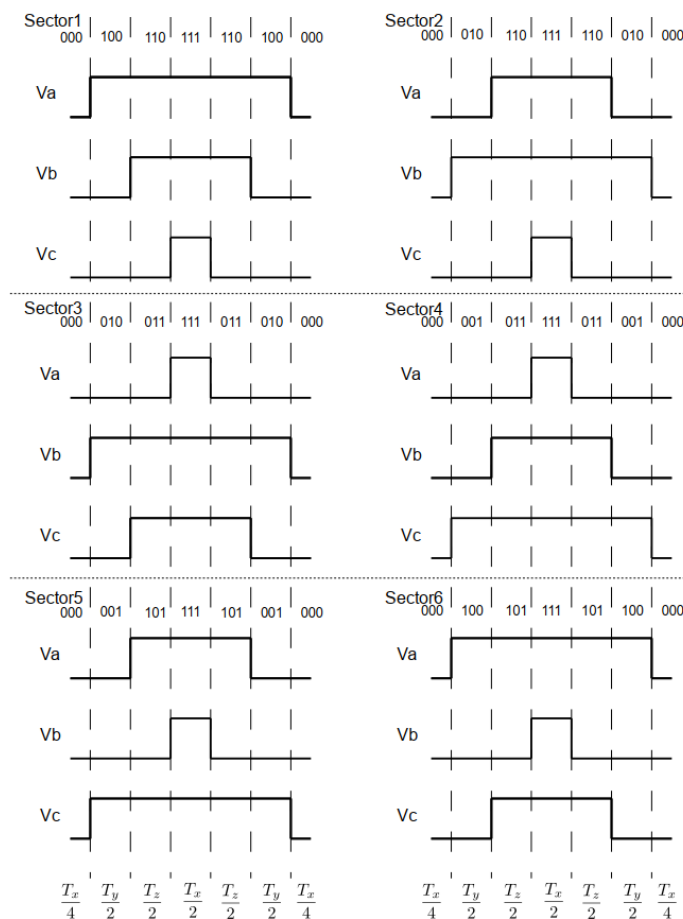 Sector1 Sector2
000 100 110 111 110 100 000 000 010 110 111 110 010 000
Va Va
Vb Vb
Vc Vc
Sector3 Sector4
000 010 011 111 011 010 000 000 001 011 111 011 001 000
Va Va
Vb Vb
Vc Vc
Sector5 Sector6
000 001 101 111 101 001 000 000 100 101 111 101 100 000
Va Va
Vb Vb
Vc Vc
Tx/4 Ty/2 Tz/2 Tx/2 Tz/2 Ty/2 Tx/4 Tx/4 Ty/2 Tz/2 Tx/2 Tz/2 Ty/2 Tx/4